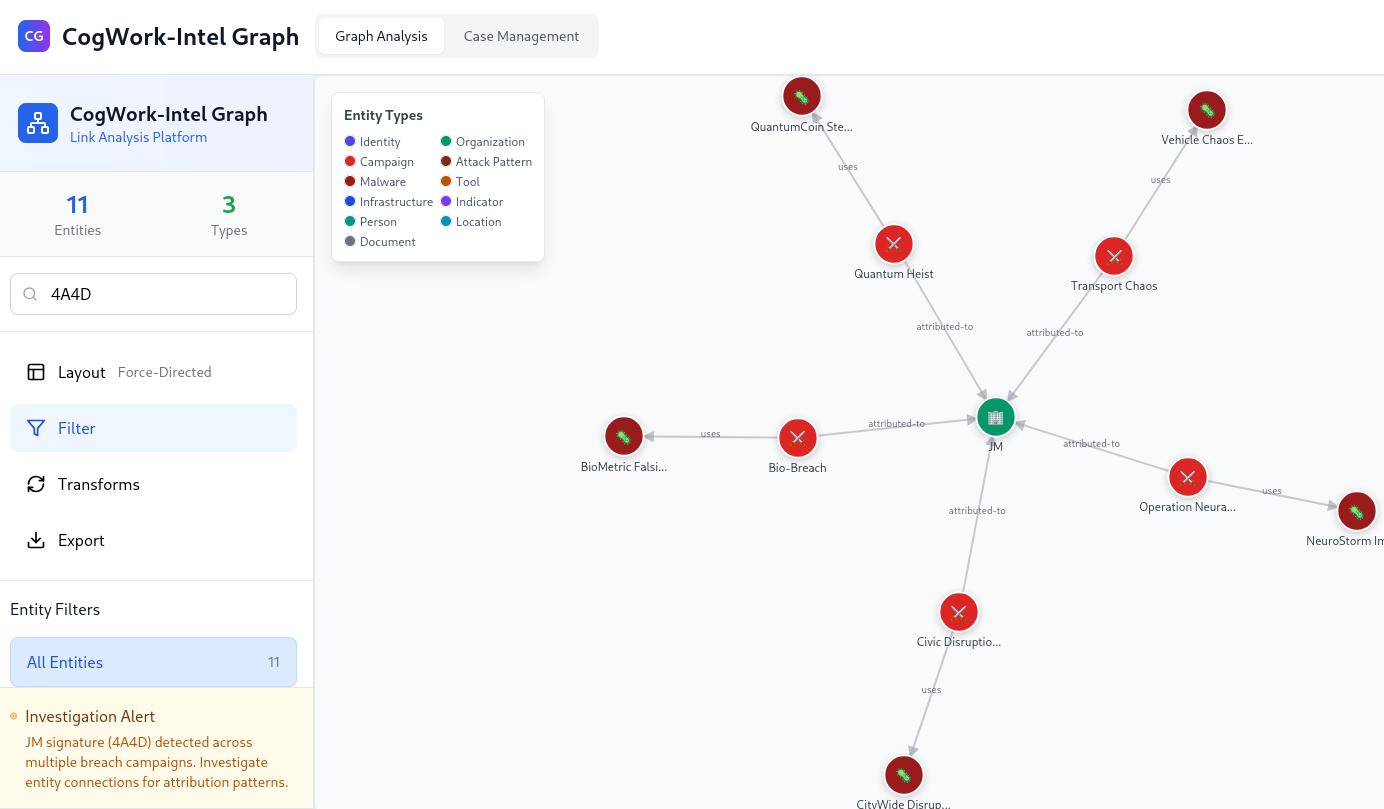 CG
CogWork-Intel Graph
Graph Analysis
Case Management
CogWork-Intel Graph
Link Analysis Platform
11
Entities
3
Types
4A4D
Layout Force-Directed
Filter
Transforms
Export
Entity Filters
All Entities 11
Investigation Alert
JM signature (4A4D) detected across
multiple breach campaigns. Investigate
entity connections for attribution patterns.
Entity Types
Identity
Organization
Campaign
Attack Pattern
Malware
Tool
Infrastructure
Indicator
Person
Location
Document
QuantumCoin Ste...
Vehicle Chaos E...
uses
uses
Quantum Heist
Transport Chaos
attributed-to
attributed-to
uses
attributed-to
JM
attributed-to
BioMetric Falsi...
Bio-Breach
uses
Operation Neura...
attributed-to
NeuroStorm Im
Civic Disruptio...
uses
CityWide Disrup...